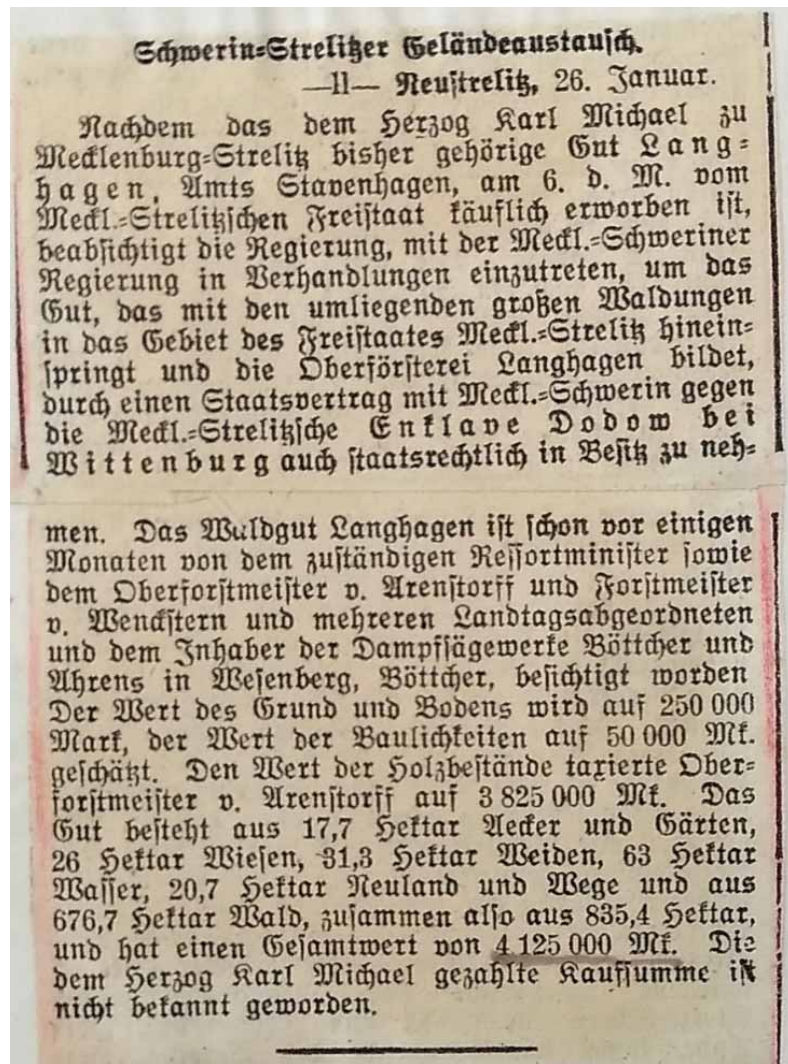 Schwerin=Strelitzer Geländeaustausch.
—ll— Neustrelitz, 26. Januar.
Nachdem das dem Herzog Karl Michael zu
Mecklenburg=Strelitz bisher gehörige Gut Lang=
hagen, Amts Stavenhagen, am 6. d. M. vom
Meckl.=Strelitzschen Freistaat käuflich erworben ist,
beabsichtigt die Regierung, mit der Meckl.=Schweriner
Regierung in Verhandlungen einzutreten, um das
Gut, das mit den umliegenden großen Waldungen
in das Gebiet des Freistaates Meckl.=Strelitz hinein=
springt und die Oberförsterei Langhagen bildet,
durch einen Staatsvertrag mit Meckl.=Schwerin gegen
die Meckl.=Strelitzsche Enklave Dodow bei
Wittenburg auch staatsrechtlich in Besitz zu neh=
men. Das Waldgut Langhagen ist schon vor einigen
Monaten von dem zuständigen Ressortminister sowie
dem Oberforstmeister v. Arenstorff und Forstmeister
v. Wenckstern und mehreren Landtagsabgeordneten
und dem Inhaber der Dampfsägewerke Böttcher und
Ahrens in Wesenberg, Böttcher, besichtigt worden
Der Wert des Grund und Bodens wird auf 250 000
Mark, der Wert der Baulichkeiten auf 50 000 Mk.
geschätzt. Den Wert der Holzbestände taxierte Ober=
forstmeister v. Arenstorff auf 3 825 000 Mk. Das
Gut besteht aus 17,7 Hektar Aecker und Gärten,
26 Hektar Wiesen, 31,3 Hektar Weiden, 63 Hektar
Wasser, 20,7 Hektar Neuland und Wege und aus
676,7 Hektar Wald, zusammen also aus 835,4 Hektar,
und hat einen Gesamtwert von 4 125 000 Mk. Die
dem Herzog Karl Michael gezahlte Kaufsumme ist
nicht bekannt geworden.